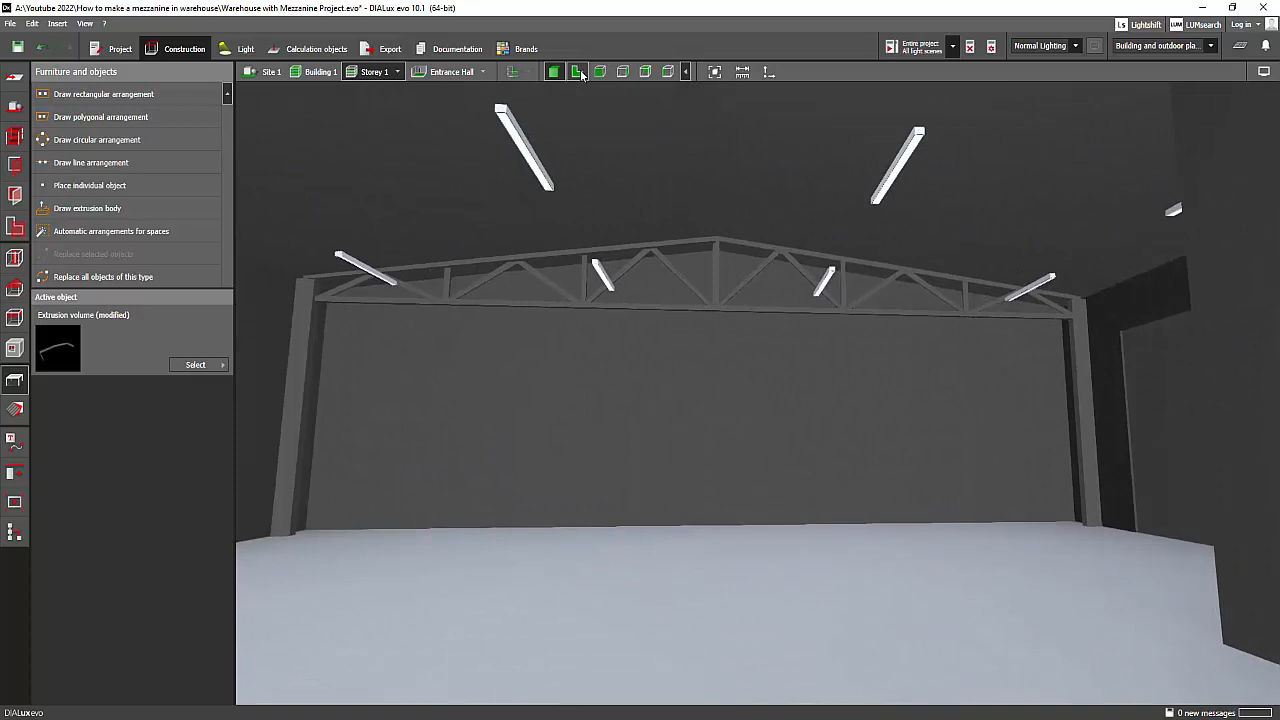 A:\Youtube 2022\How to make a mezzanine in warehouse\Warehouse with Mezzanine Project.evo* - DIALux evo 10.1 (64-bit)
File Edit Insert View ?
Lightshift LUMsearch Log in
Project Construction Light Calculation objects Export Documentation Brands
Entire project
All light scenes
Normal Lighting
Building and outdoor pla...
Furniture and objects
Site 1 Building 1 Storey 1 Entrance Hall
Draw rectangular arrangement
Draw polygonal arrangement
Draw circular arrangement
Draw line arrangement
Place individual object
Draw extrusion body
Automatic arrangements for spaces
Replace selected objects
Replace all objects of this type
Active object
Extrusion volume (modified)
Select
DIALux evo
0 new messages